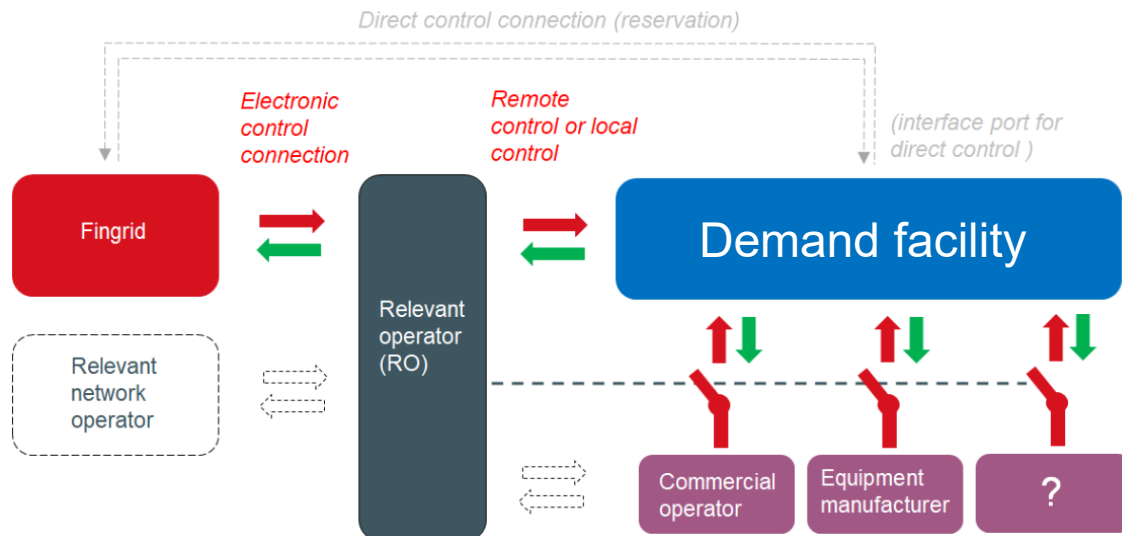 Direct control connection (reservation)
Electronic
control
connection
Remote
control or local
control
(interface port for
direct control )
Fingrid
Demand facility
Relevant
operator
(RO)
Relevant
network
operator
Commercial
operator
Equipment
manufacturer
?